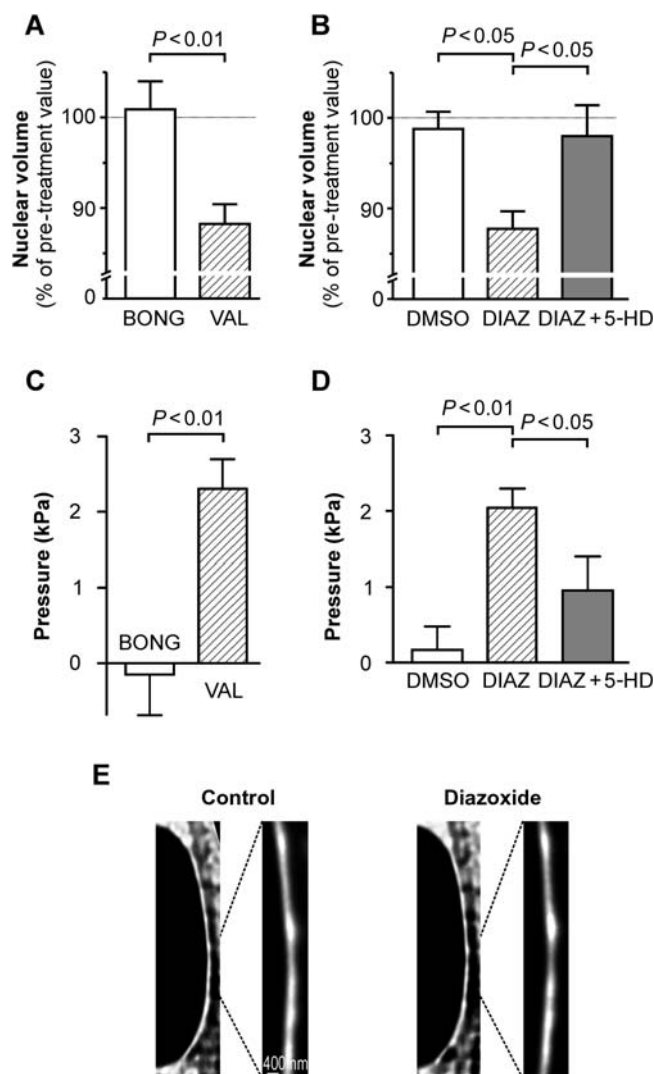 A
P < 0.01
Nuclear volume
(% of pre-treatment value)
100
90
0
BONG VAL
B
P < 0.05
P < 0.05
Nuclear volume
(% of pre-treatment value)
100
90
0
DMSO DIAZ DIAZ + 5-HD
C
P < 0.01
Pressure (kPa)
3
2
1
0
BONG
VAL
D
P < 0.01
P < 0.05
Pressure (kPa)
3
2
1
0
DMSO DIAZ DIAZ + 5-HD
E
Control Diazoxide
400 nm